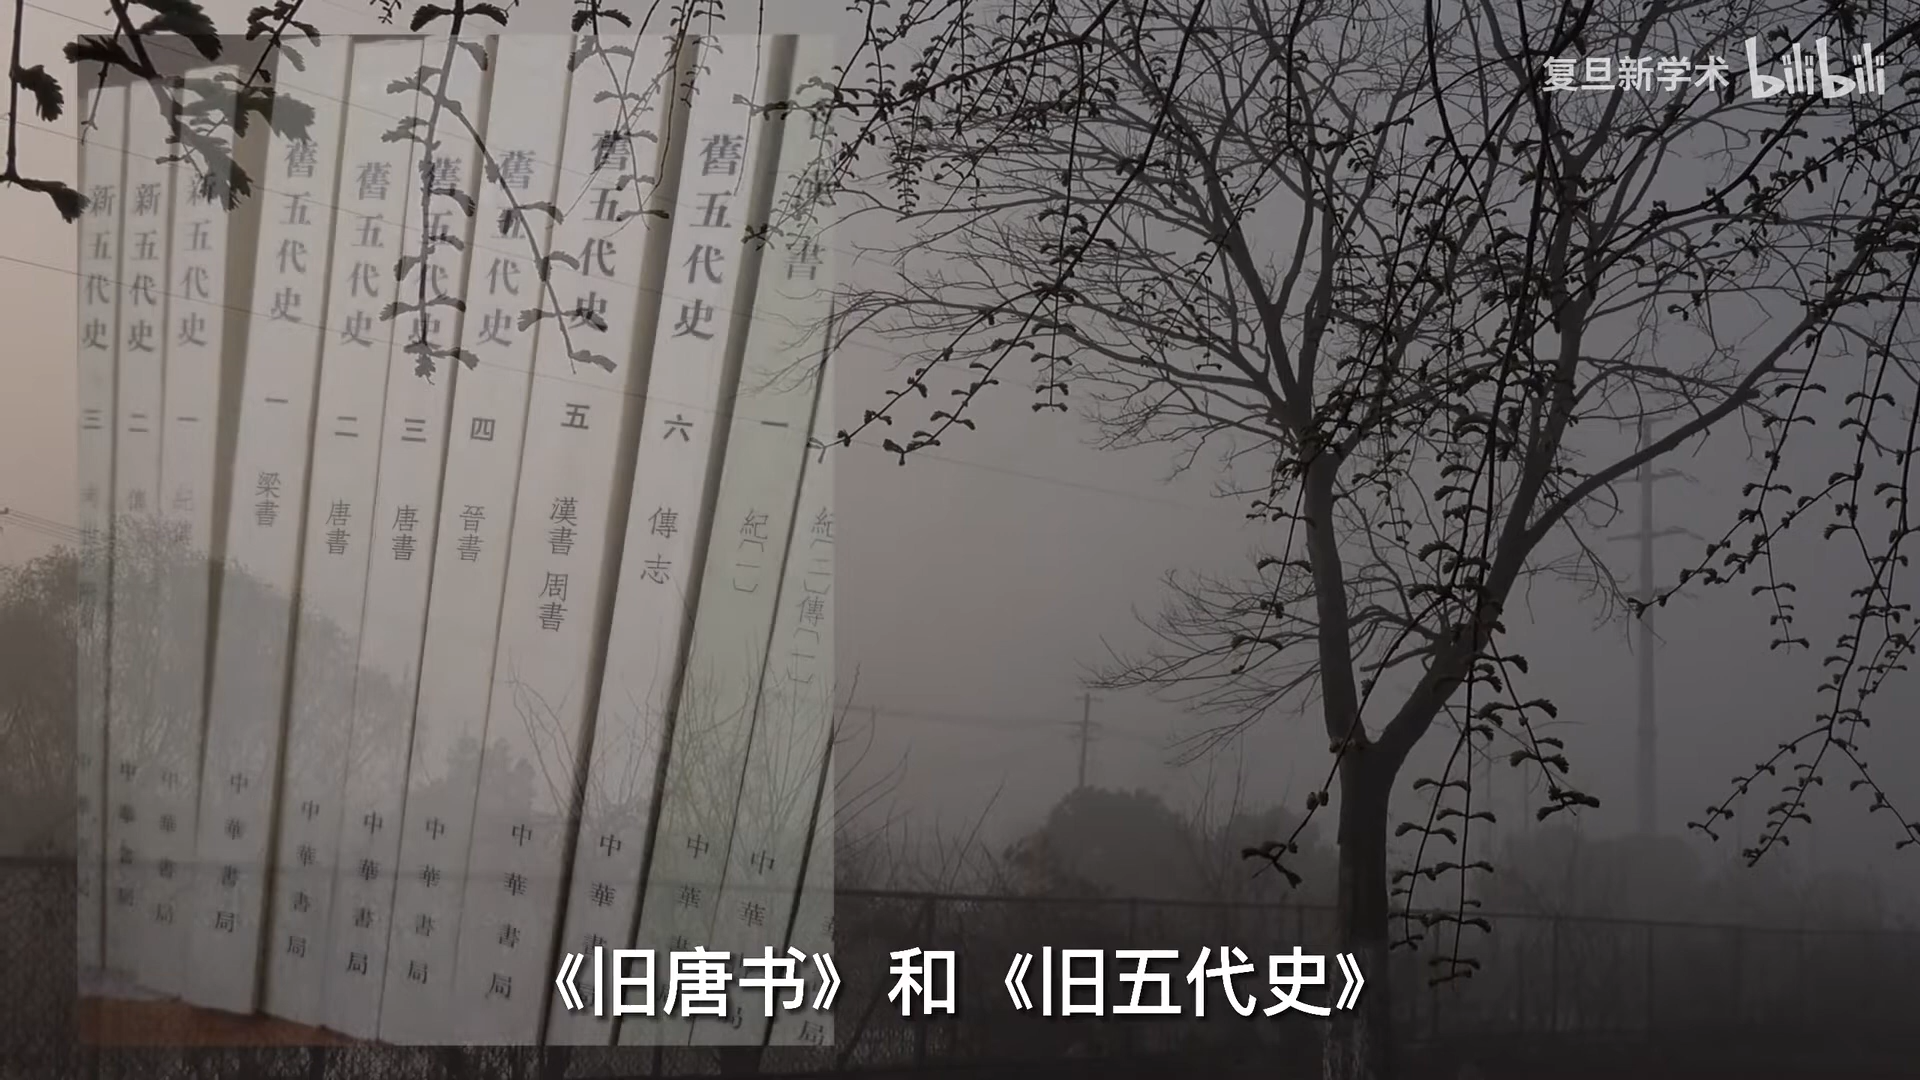 复旦新学术 bilibili
新五代史 三
新五代史 二
新五代史 一
舊五代史 一 梁書 中華書局
舊五代史 二 唐書 中華書局
舊五代史 三 唐書 中華書局
舊五代史 四 晉書 中華書局
舊五代史 五 漢書 周書 中華書局
舊五代史 六 傳志 中華書局
書 一 紀〔一〕 中華書局
紀〔二〕傳〔一〕 中華
《旧唐书》和《旧五代史》